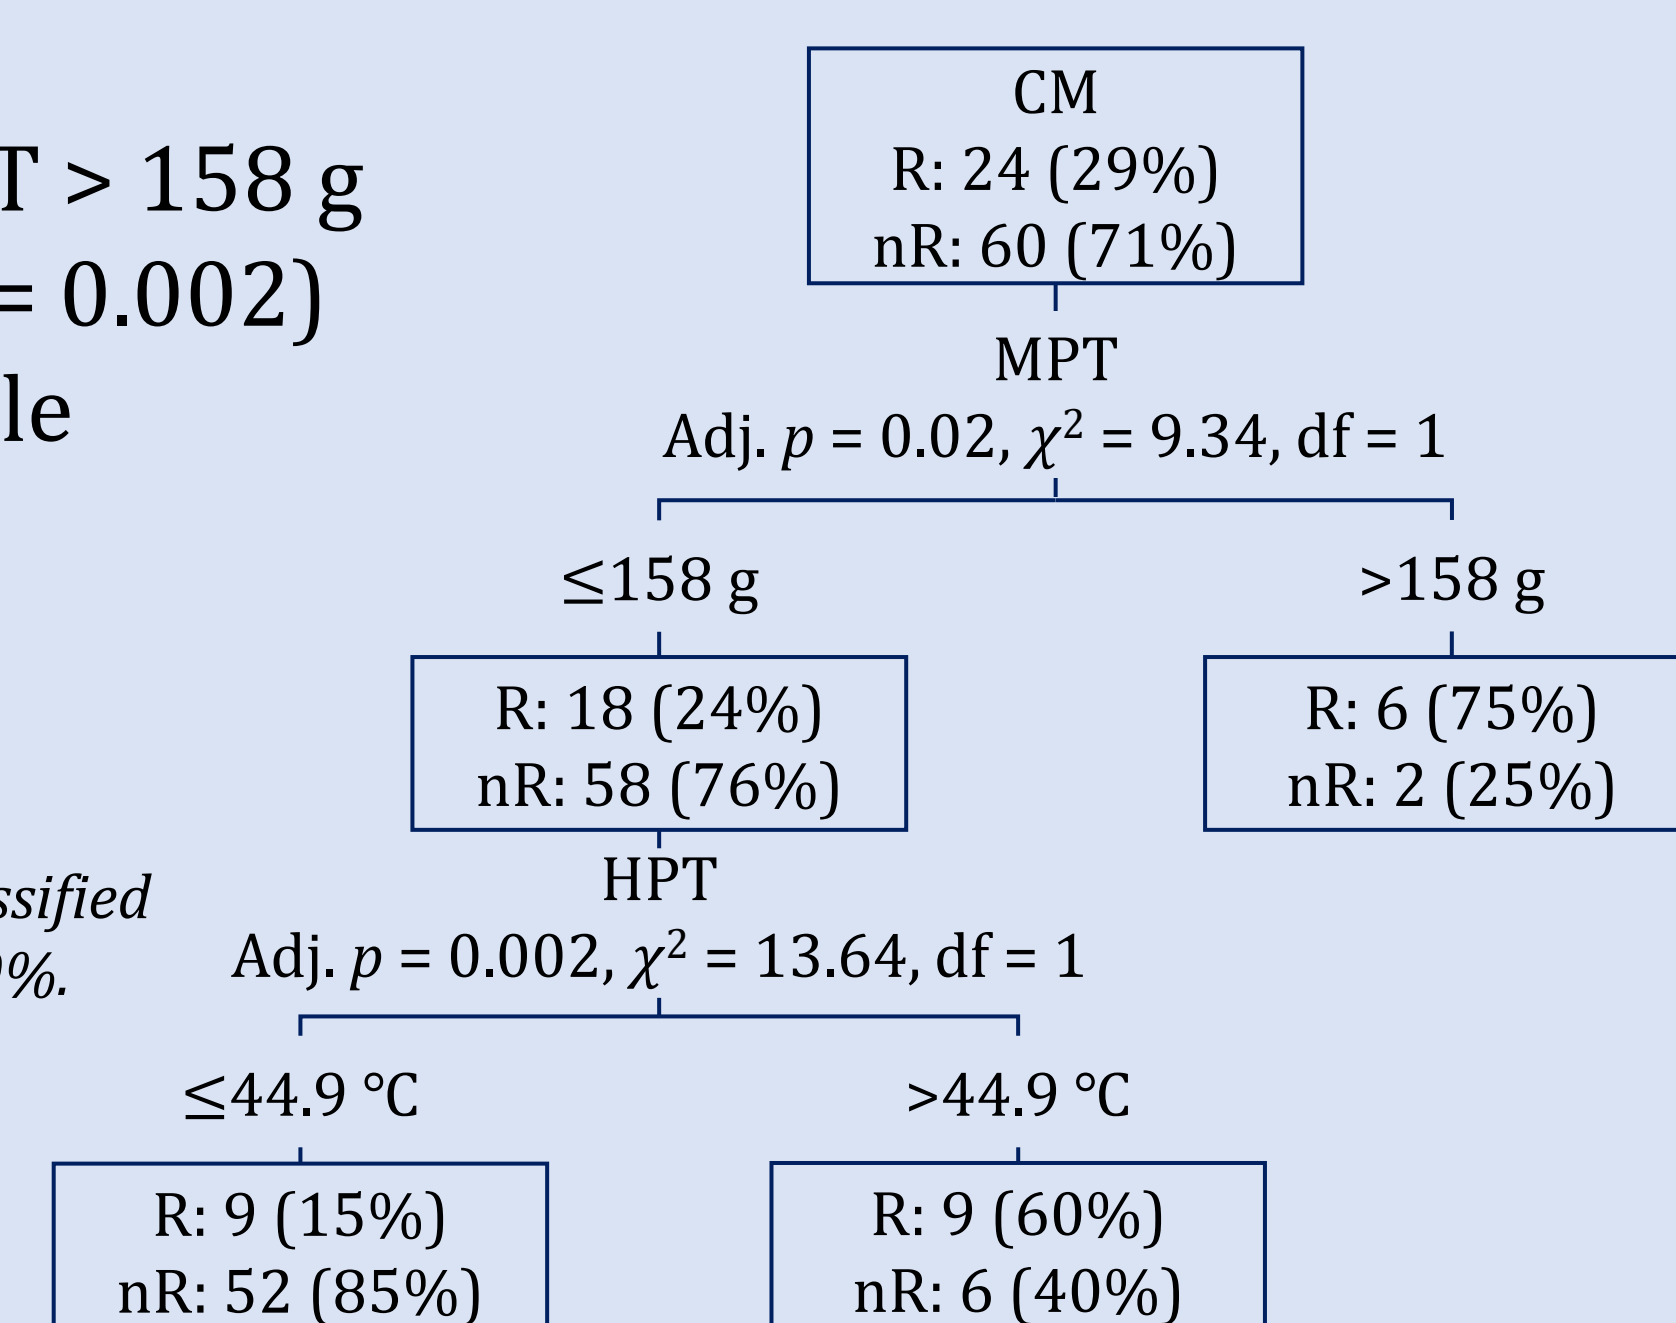 T > 158 g
= 0.002)
le
ssified
%.
CM
R: 24 (29%)
nR: 60 (71%)
MPT
Adj. p = 0.02, χ² = 9.34, df = 1
≤158 g
>158 g
R: 18 (24%)
nR: 58 (76%)
R: 6 (75%)
nR: 2 (25%)
HPT
Adj. p = 0.002, χ² = 13.64, df = 1
≤44.9 °C
>44.9 °C
R: 9 (15%)
nR: 52 (85%)
R: 9 (60%)
nR: 6 (40%)